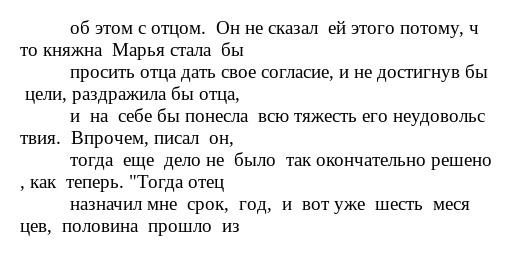 об этом с отцом.  Он не сказал  ей этого потому, ч
то княжна  Марья стала  бы
просить отца дать свое согласие, и не достигнув бы
 цели, раздражила бы отца,
и  на  себе бы понесла  всю тяжесть его неудовольс
твия.  Впрочем, писал  он,
тогда  еще  дело не  было  так окончательно решено
, как  теперь. "Тогда отец
назначил мне  срок,  год,  и  вот уже  шесть  меся
цев,  половина  прошло  из